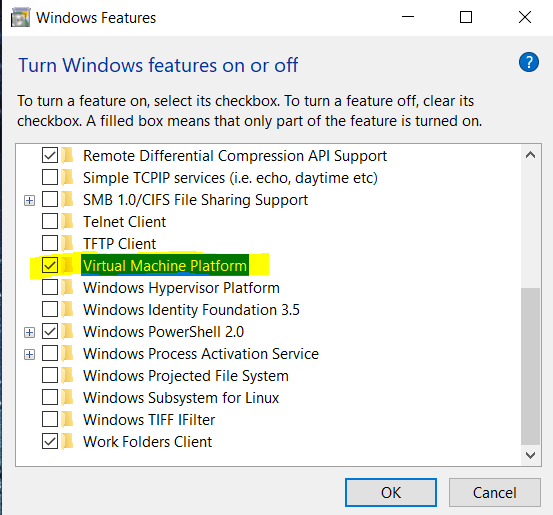 Windows Features
Turn Windows features on or off
?
To turn a feature on, select its checkbox. To turn a feature off, clear its
checkbox. A filled box means that only part of the feature is turned on.
Remote Differential Compression API Support
Simple TCPIP services (i.e. echo, daytime etc)
SMB 1.0/CIFS File Sharing Support
Telnet Client
TFTP Client
Virtual Machine Platform
Windows Hypervisor Platform
Windows Identity Foundation 3.5
Windows PowerShell 2.0
Windows Process Activation Service
Windows Projected File System
Windows Subsystem for Linux
Windows TIFF IFilter
Work Folders Client
OK Cancel